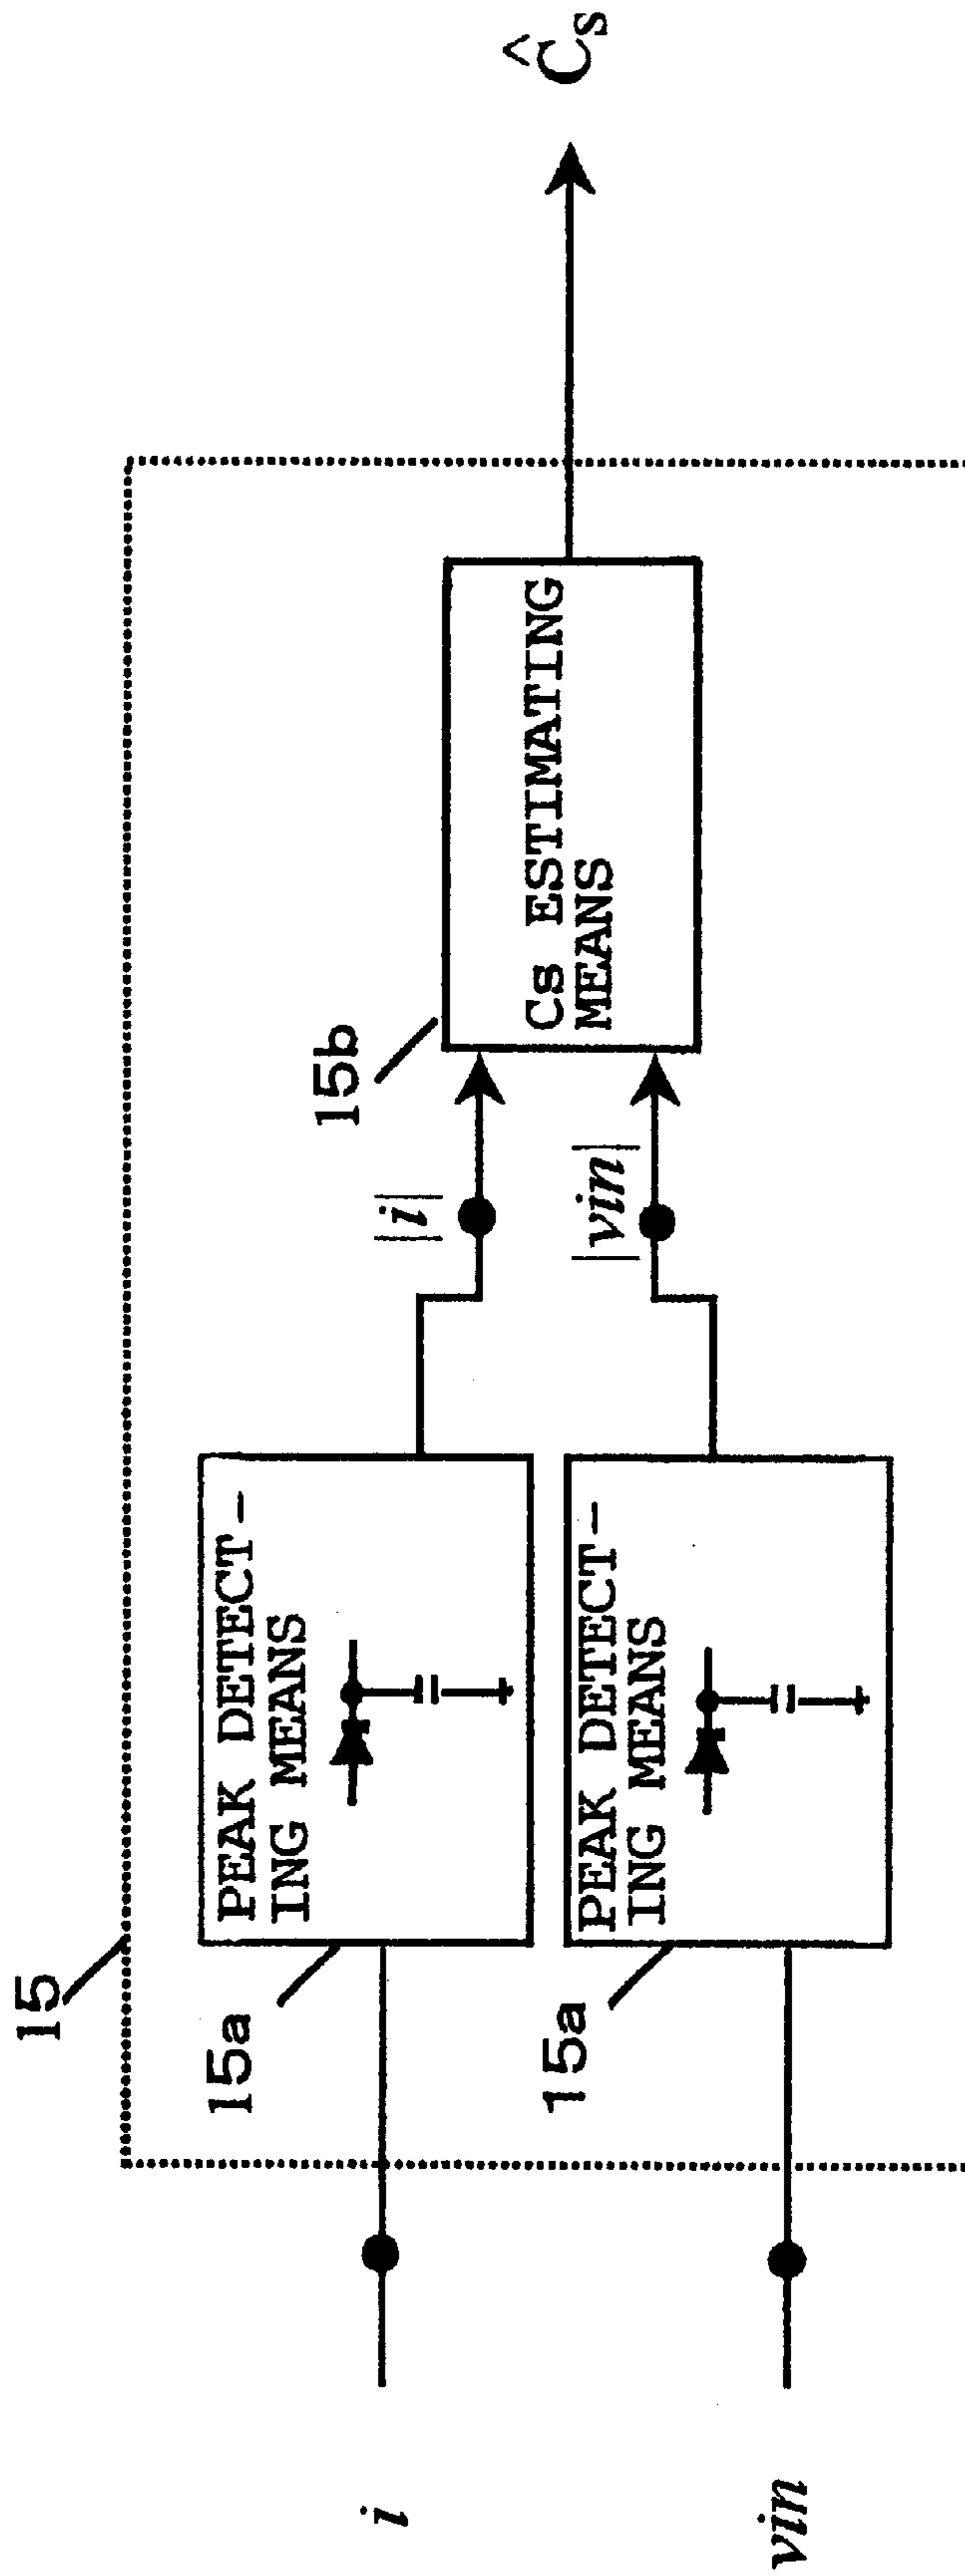 15
i
15a
PEAK DETECT-
ING MEANS
|i|
15b
Cs ESTIMATING
MEANS
Ĉs
vin
15a
PEAK DETECT-
ING MEANS
|vin|